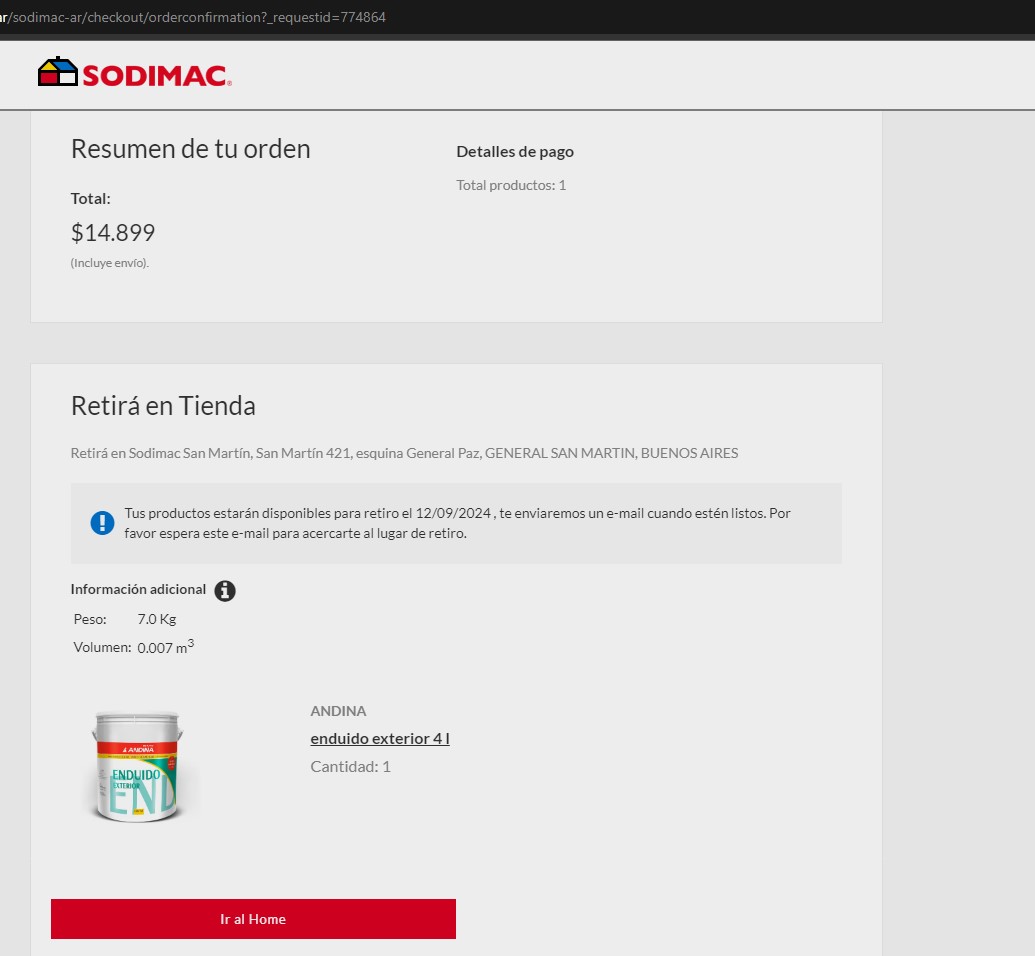 r/sodimac-ar/checkout/orderconfirmation?_requestid=774864
SODIMAC®
Resumen de tu orden
Total:
$14.899
(Incluye envío).
Detalles de pago
Total productos: 1
Retirá en Tienda
Retirá en Sodimac San Martín, San Martín 421, esquina General Paz, GENERAL SAN MARTIN, BUENOS AIRES
Tus productos estarán disponibles para retiro el 12/09/2024 , te enviaremos un e-mail cuando estén listos. Por
favor espera este e-mail para acercarte al lugar de retiro.
Información adicional
Peso: 7.0 Kg
Volumen: 0.007 m³
ANDINA
ENDUIDO
EXTERIOR
END
ANDINA
enduido exterior 4 l
Cantidad: 1
Ir al Home